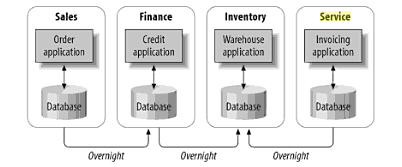 Sales Finance Inventory Service
Order application Credit application Warehouse application Invoicing application
Database Database Database Database
Overnight Overnight Overnight